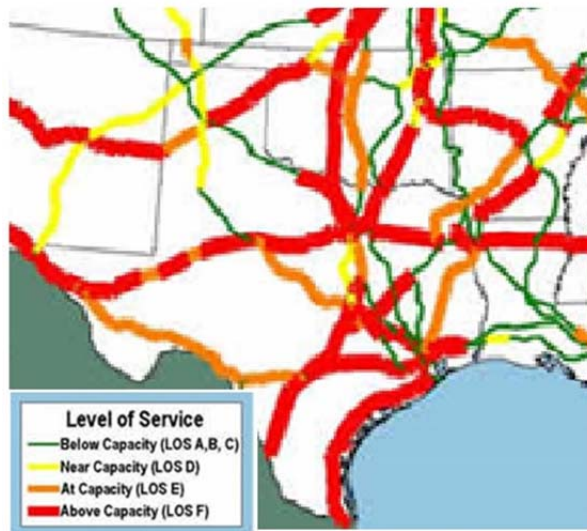 Level of Service
Below Capacity (LOS A,B, C)
Near Capacity (LOS D)
At Capacity (LOS E)
Above Capacity (LOS F)